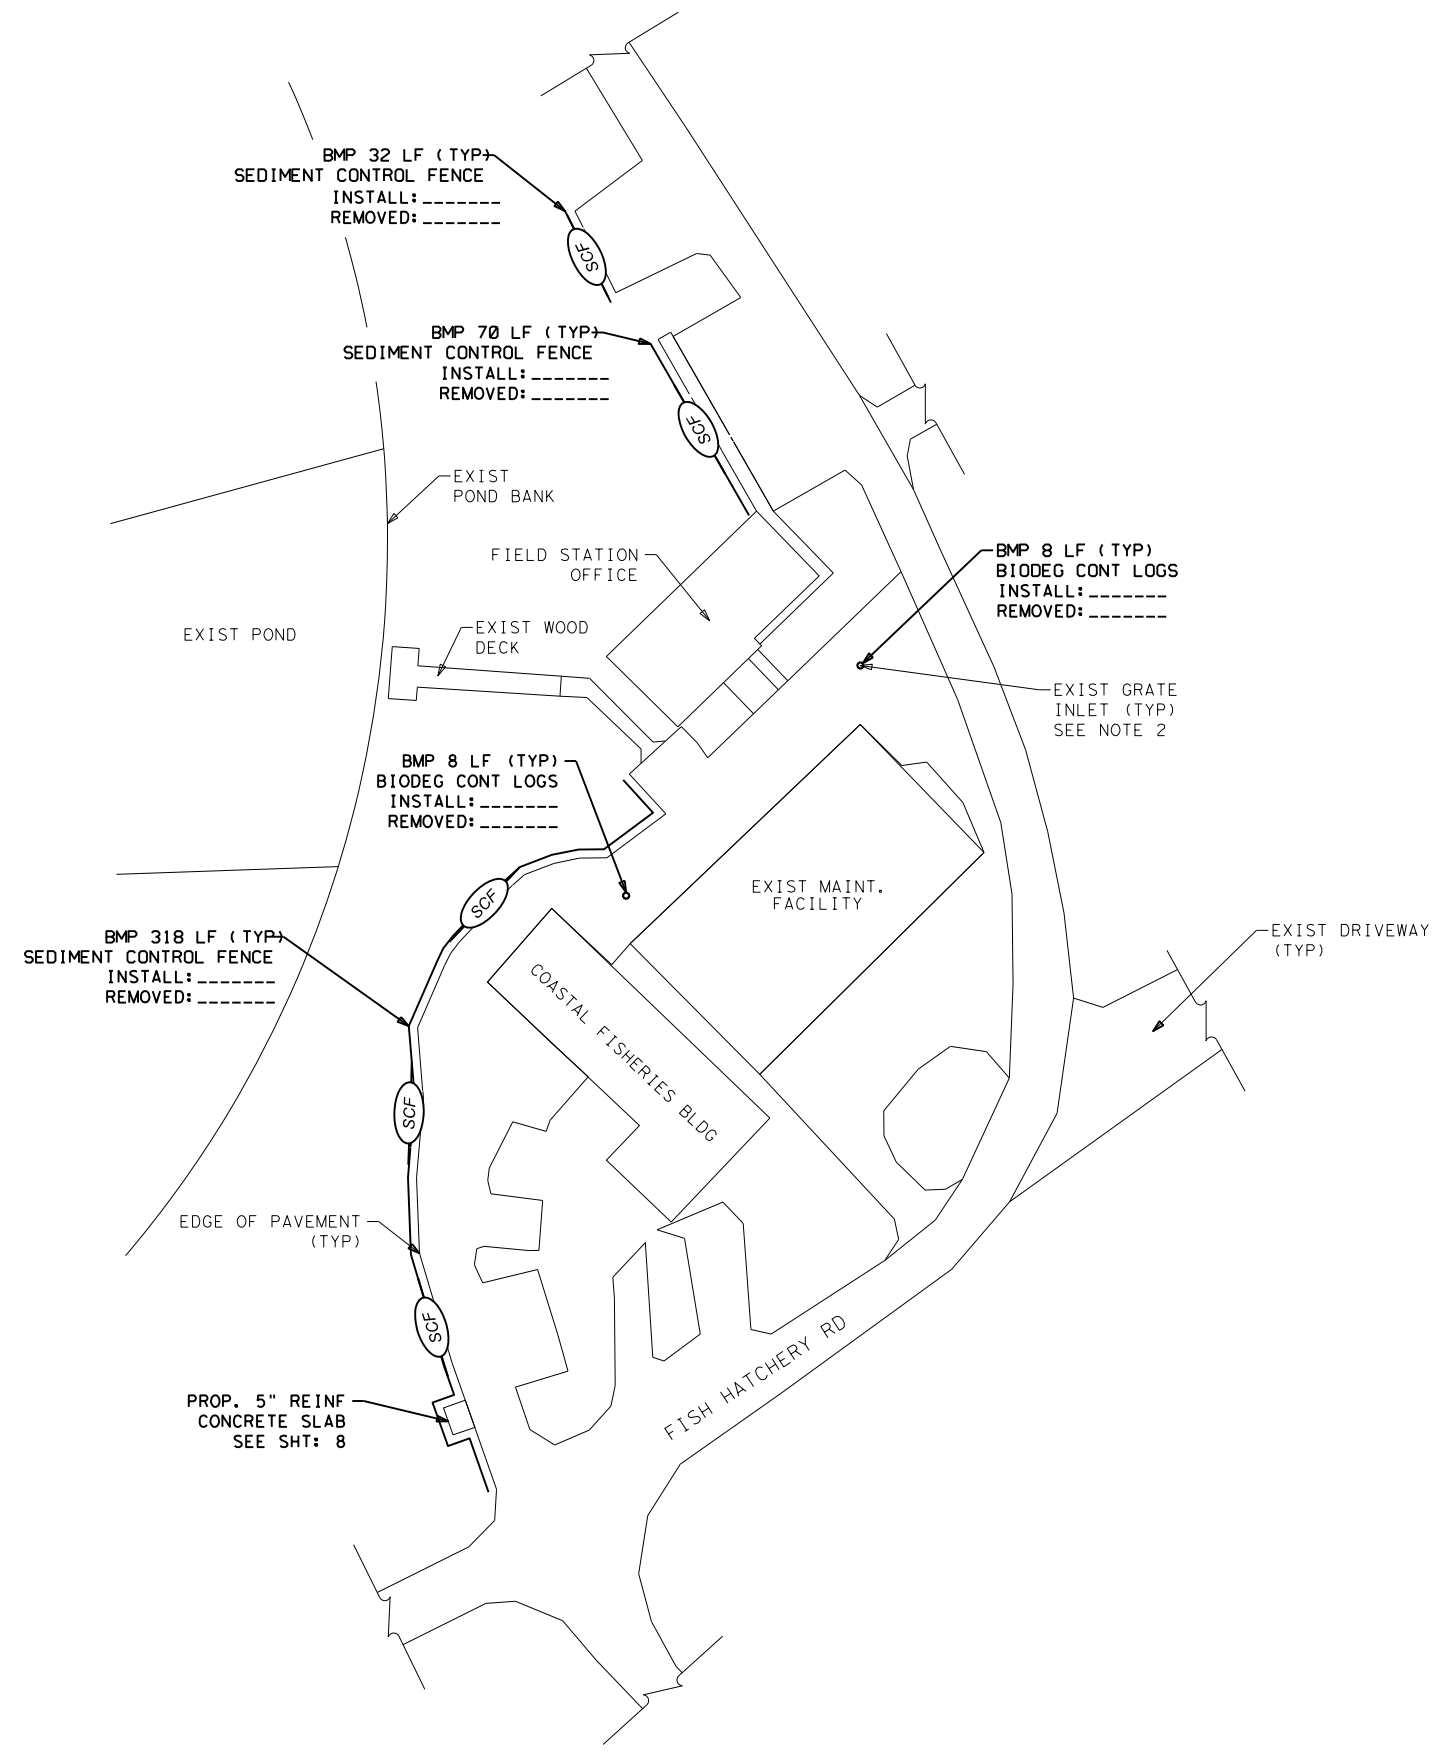 BMP 32 LF (TYP)
SEDIMENT CONTROL FENCE
INSTALL:_______
REMOVED:_______
SCF
BMP 70 LF (TYP)
SEDIMENT CONTROL FENCE
INSTALL:_______
REMOVED:_______
SCF
EXIST
POND BANK
FIELD STATION
OFFICE
BMP 8 LF (TYP)
BIODEG CONT LOGS
INSTALL:_______
REMOVED:_______
EXIST POND
EXIST WOOD
DECK
EXIST GRATE
INLET (TYP)
SEE NOTE 2
BMP 8 LF (TYP)
BIODEG CONT LOGS
INSTALL:_______
REMOVED:_______
EXIST MAINT.
FACILITY
SCF
BMP 318 LF (TYP)
SEDIMENT CONTROL FENCE
INSTALL:_______
REMOVED:_______
EXIST DRIVEWAY
(TYP)
COASTAL FISHERIES BLDG
SCF
EDGE OF PAVEMENT
(TYP)
SCF
FISH HATCHERY RD
PROP. 5" REINF
CONCRETE SLAB
SEE SHT: 8